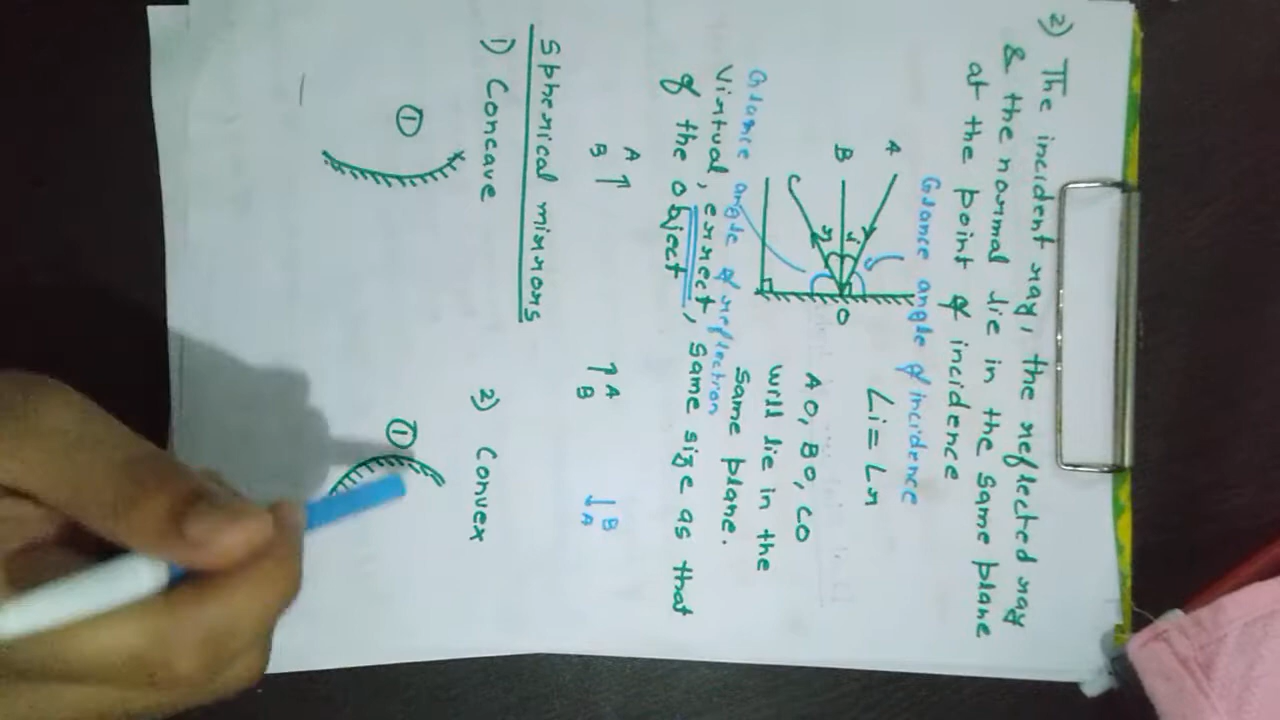 2) The incident ray, the reflected ray
& the normal lie in the same plane
at the point of incidence
Glance angle of incidence
A
B
C
i
r
O
∠i = ∠r
AO, BO, CO
will lie in the
same plane.
Glance angle of reflection
Virtual, errect, same size as that
of the object
A
B
A
B
B
A
Spherical mirrors
1) Concave
2) Convex
①
①